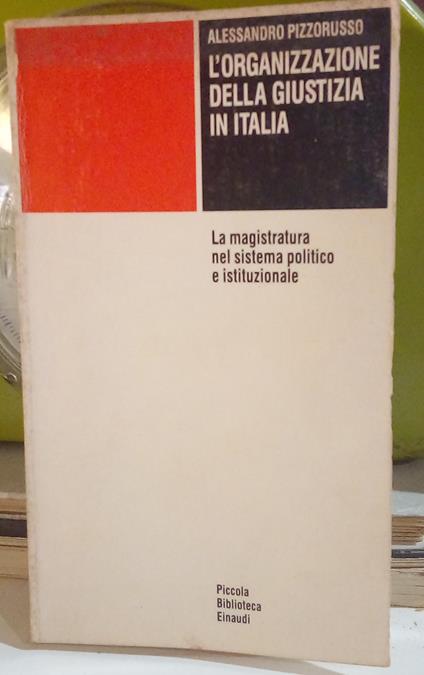 ALESSANDRO PIZZORUSSO
L'ORGANIZZAZIONE
DELLA GIUSTIZIA
IN ITALIA
La magistratura
nel sistema politico
e istituzionale
Piccola
Biblioteca
Einaudi